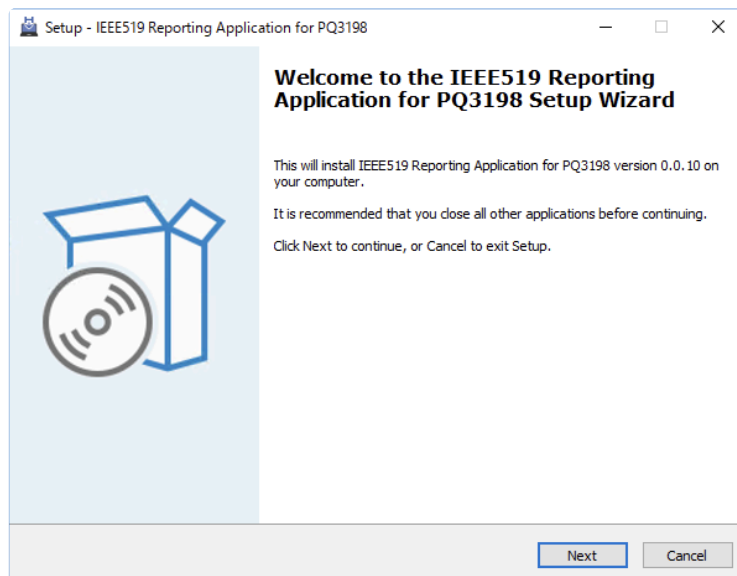 Setup - IEEE519 Reporting Application for PQ3198
Welcome to the IEEE519 Reporting
Application for PQ3198 Setup Wizard
This will install IEEE519 Reporting Application for PQ3198 version 0.0.10 on
your computer.
It is recommended that you close all other applications before continuing.
Click Next to continue, or Cancel to exit Setup.
Next
Cancel